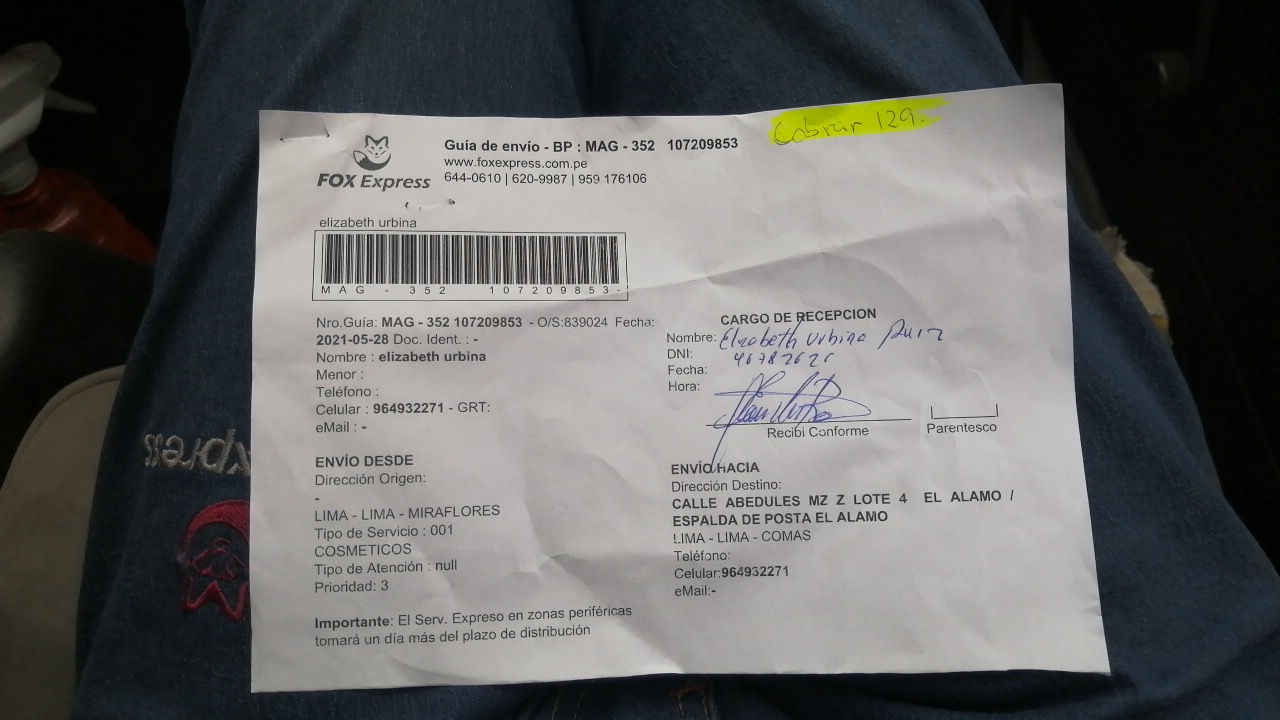 Cobrar 129.
Guía de envío - BP : MAG - 352 107209853
www.foxexpress.com.pe
644-0610 | 620-9987 | 959 176106
FOX Express
elizabeth urbina
MAG - 352 107209853-
Nro.Guía: MAG - 352 107209853 - O/S:839024 Fecha:
2021-05-28 Doc. Ident. : -
Nombre : elizabeth urbina
Menor :
Teléfono :
Celular : 964932271 - GRT:
eMail : -
CARGO DE RECEPCION
Nombre: Elizabeth Urbina Ruiz
DNI:
Fecha:
Hora:
Recibi Conforme
Parentesco
ENVÍO DESDE
Dirección Origen:
-
LIMA - LIMA - MIRAFLORES
Tipo de Servicio : 001
COSMETICOS
Tipo de Atención : null
Prioridad: 3
ENVÍO HACIA
Dirección Destino:
CALLE ABEDULES MZ Z LOTE 4 EL ALAMO /
ESPALDA DE POSTA EL ALAMO
LIMA - LIMA - COMAS
Teléfono:
Celular:964932271
eMail:-
Importante: El Serv. Expreso en zonas periféricas
tomará un día más del plazo de distribución